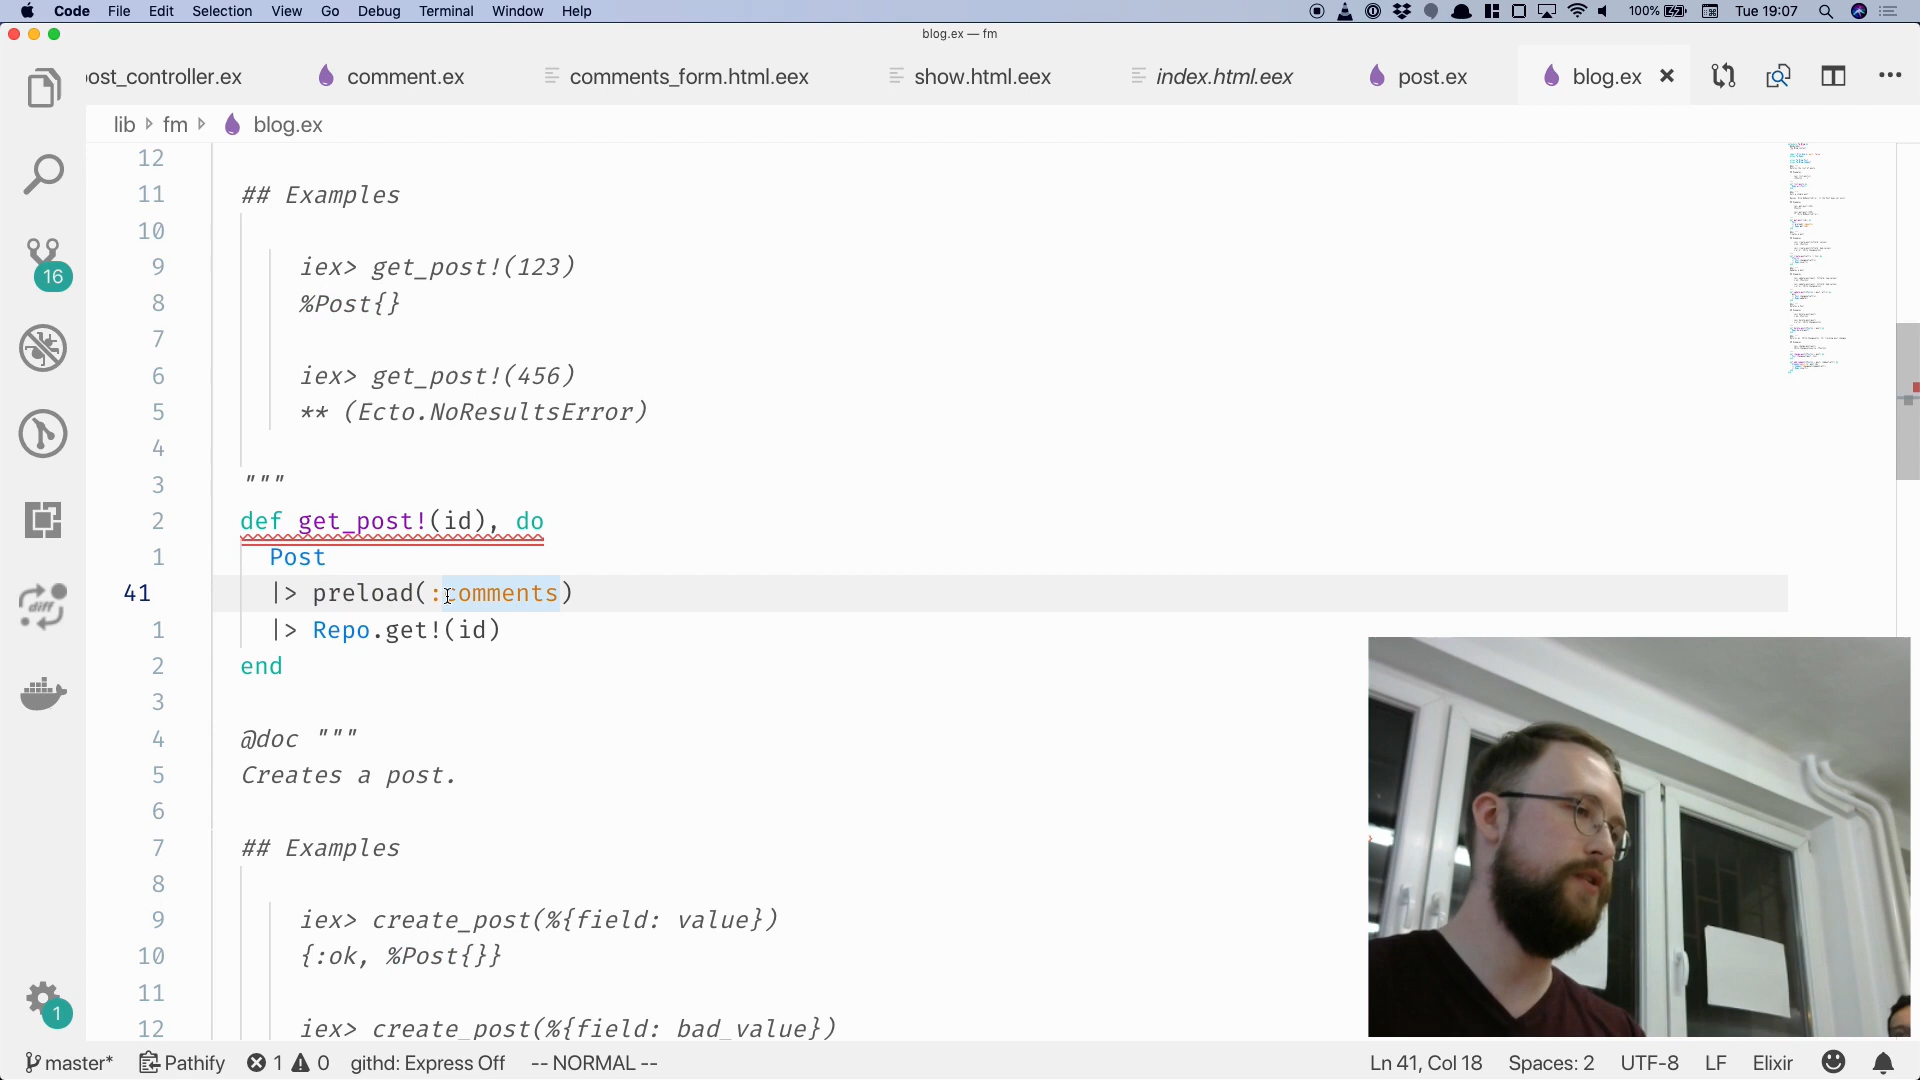 Code File Edit Selection View Go Debug Terminal Window Help 100% Tue 19:07
blog.ex — fm
post_controller.ex comment.ex comments_form.html.eex show.html.eex index.html.eex post.ex blog.ex
lib fm blog.ex
12
11 ## Examples
10
9 iex> get_post!(123)
8 %Post{}
7
6 iex> get_post!(456)
5 ** (Ecto.NoResultsError)
4
3 """
2 def get_post!(id), do
1 Post
41 |> preload(:comments)
1 |> Repo.get!(id)
2 end
3
4 @doc """
5 Creates a post.
6
7 ## Examples
8
9 iex> create_post(%{field: value})
10 {:ok, %Post{}}
11
12 iex> create_post(%{field: bad_value})
16
diff
1
master* Pathify 1 0 githd: Express Off -- NORMAL -- Ln 41, Col 18 Spaces: 2 UTF-8 LF Elixir